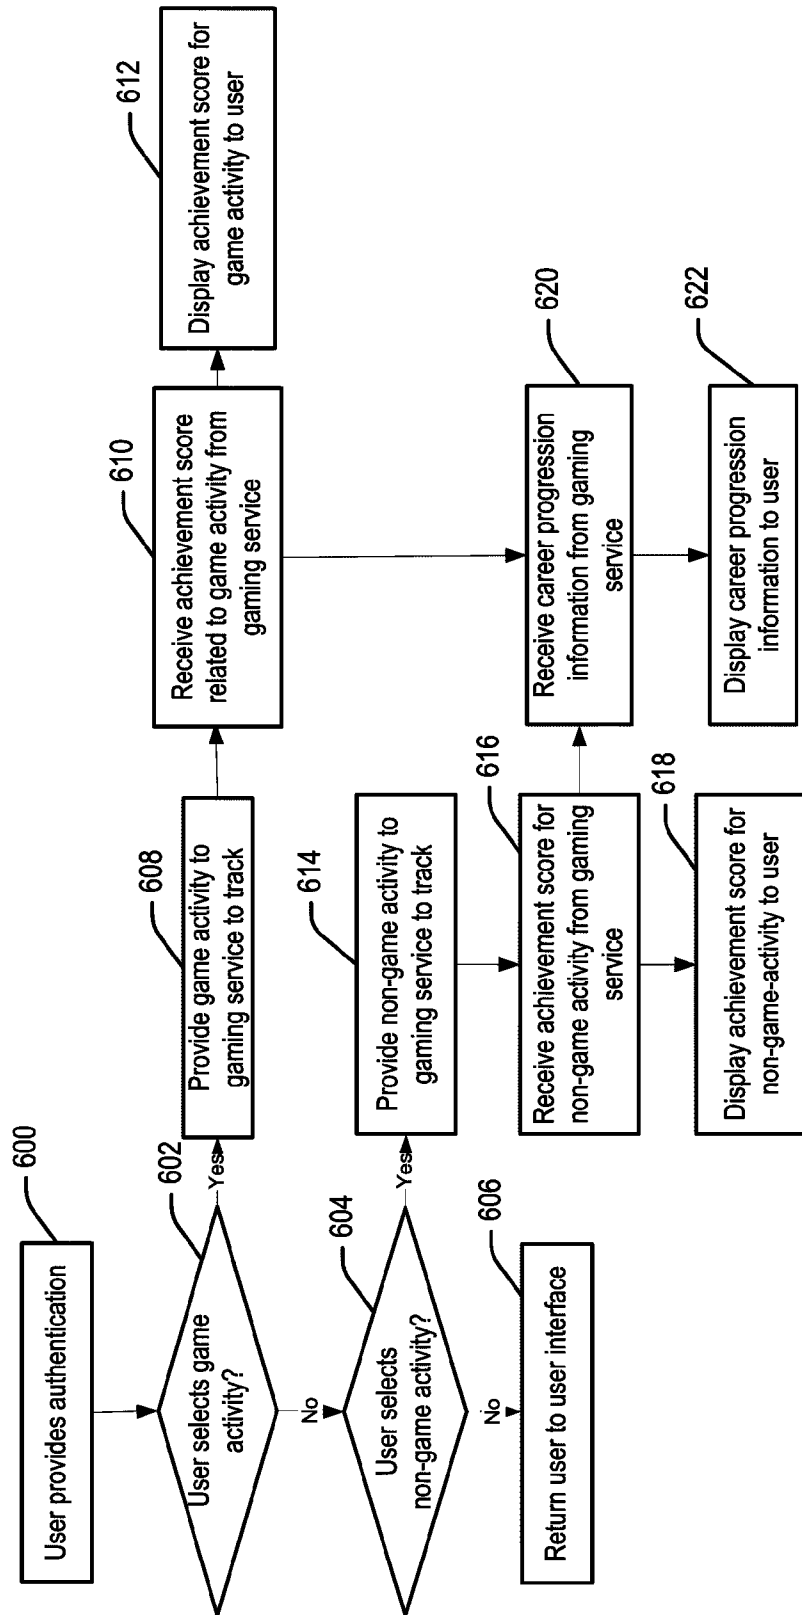 600
User provides authentication
602
User selects game
activity?
Yes
No
608
Provide game activity to
gaming service to track
610
Receive achievement score
related to game activity from
gaming service
612
Display achievement score for
game activity to user
604
User selects
non-game activity?
Yes
No
614
Provide non-game activity to
gaming service to track
606
Return user to user interface
616
Receive achievement score for
non-game activity from gaming
service
620
Receive career progression
information from gaming
service
618
Display achievement score for
non-game-activity to user
622
Display career progression
information to user